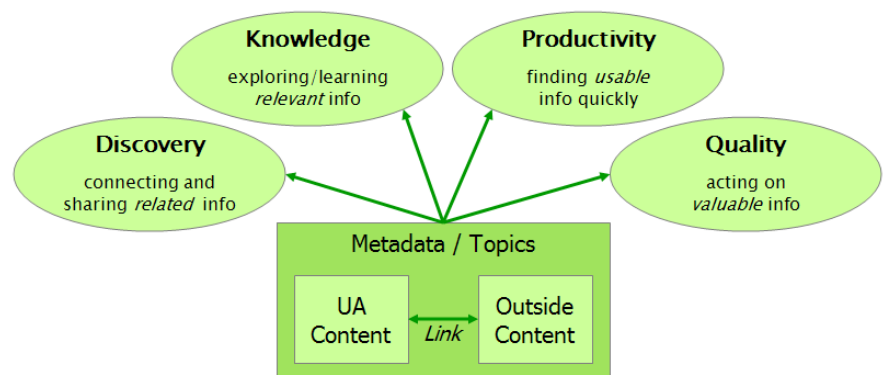 Knowledge
exploring/learning
relevant info
Productivity
finding usable
info quickly
Discovery
connecting and
sharing related info
Quality
acting on
valuable info
Metadata / Topics
UA
Content
Link
Outside
Content